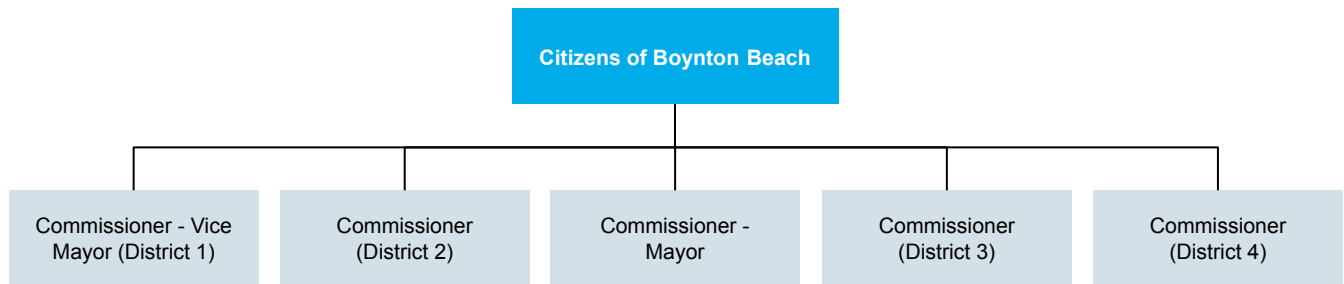 Citizens of Boynton Beach
Commissioner - Vice
Mayor (District 1)
Commissioner
(District 2)
Commissioner -
Mayor
Commissioner
(District 3)
Commissioner
(District 4)